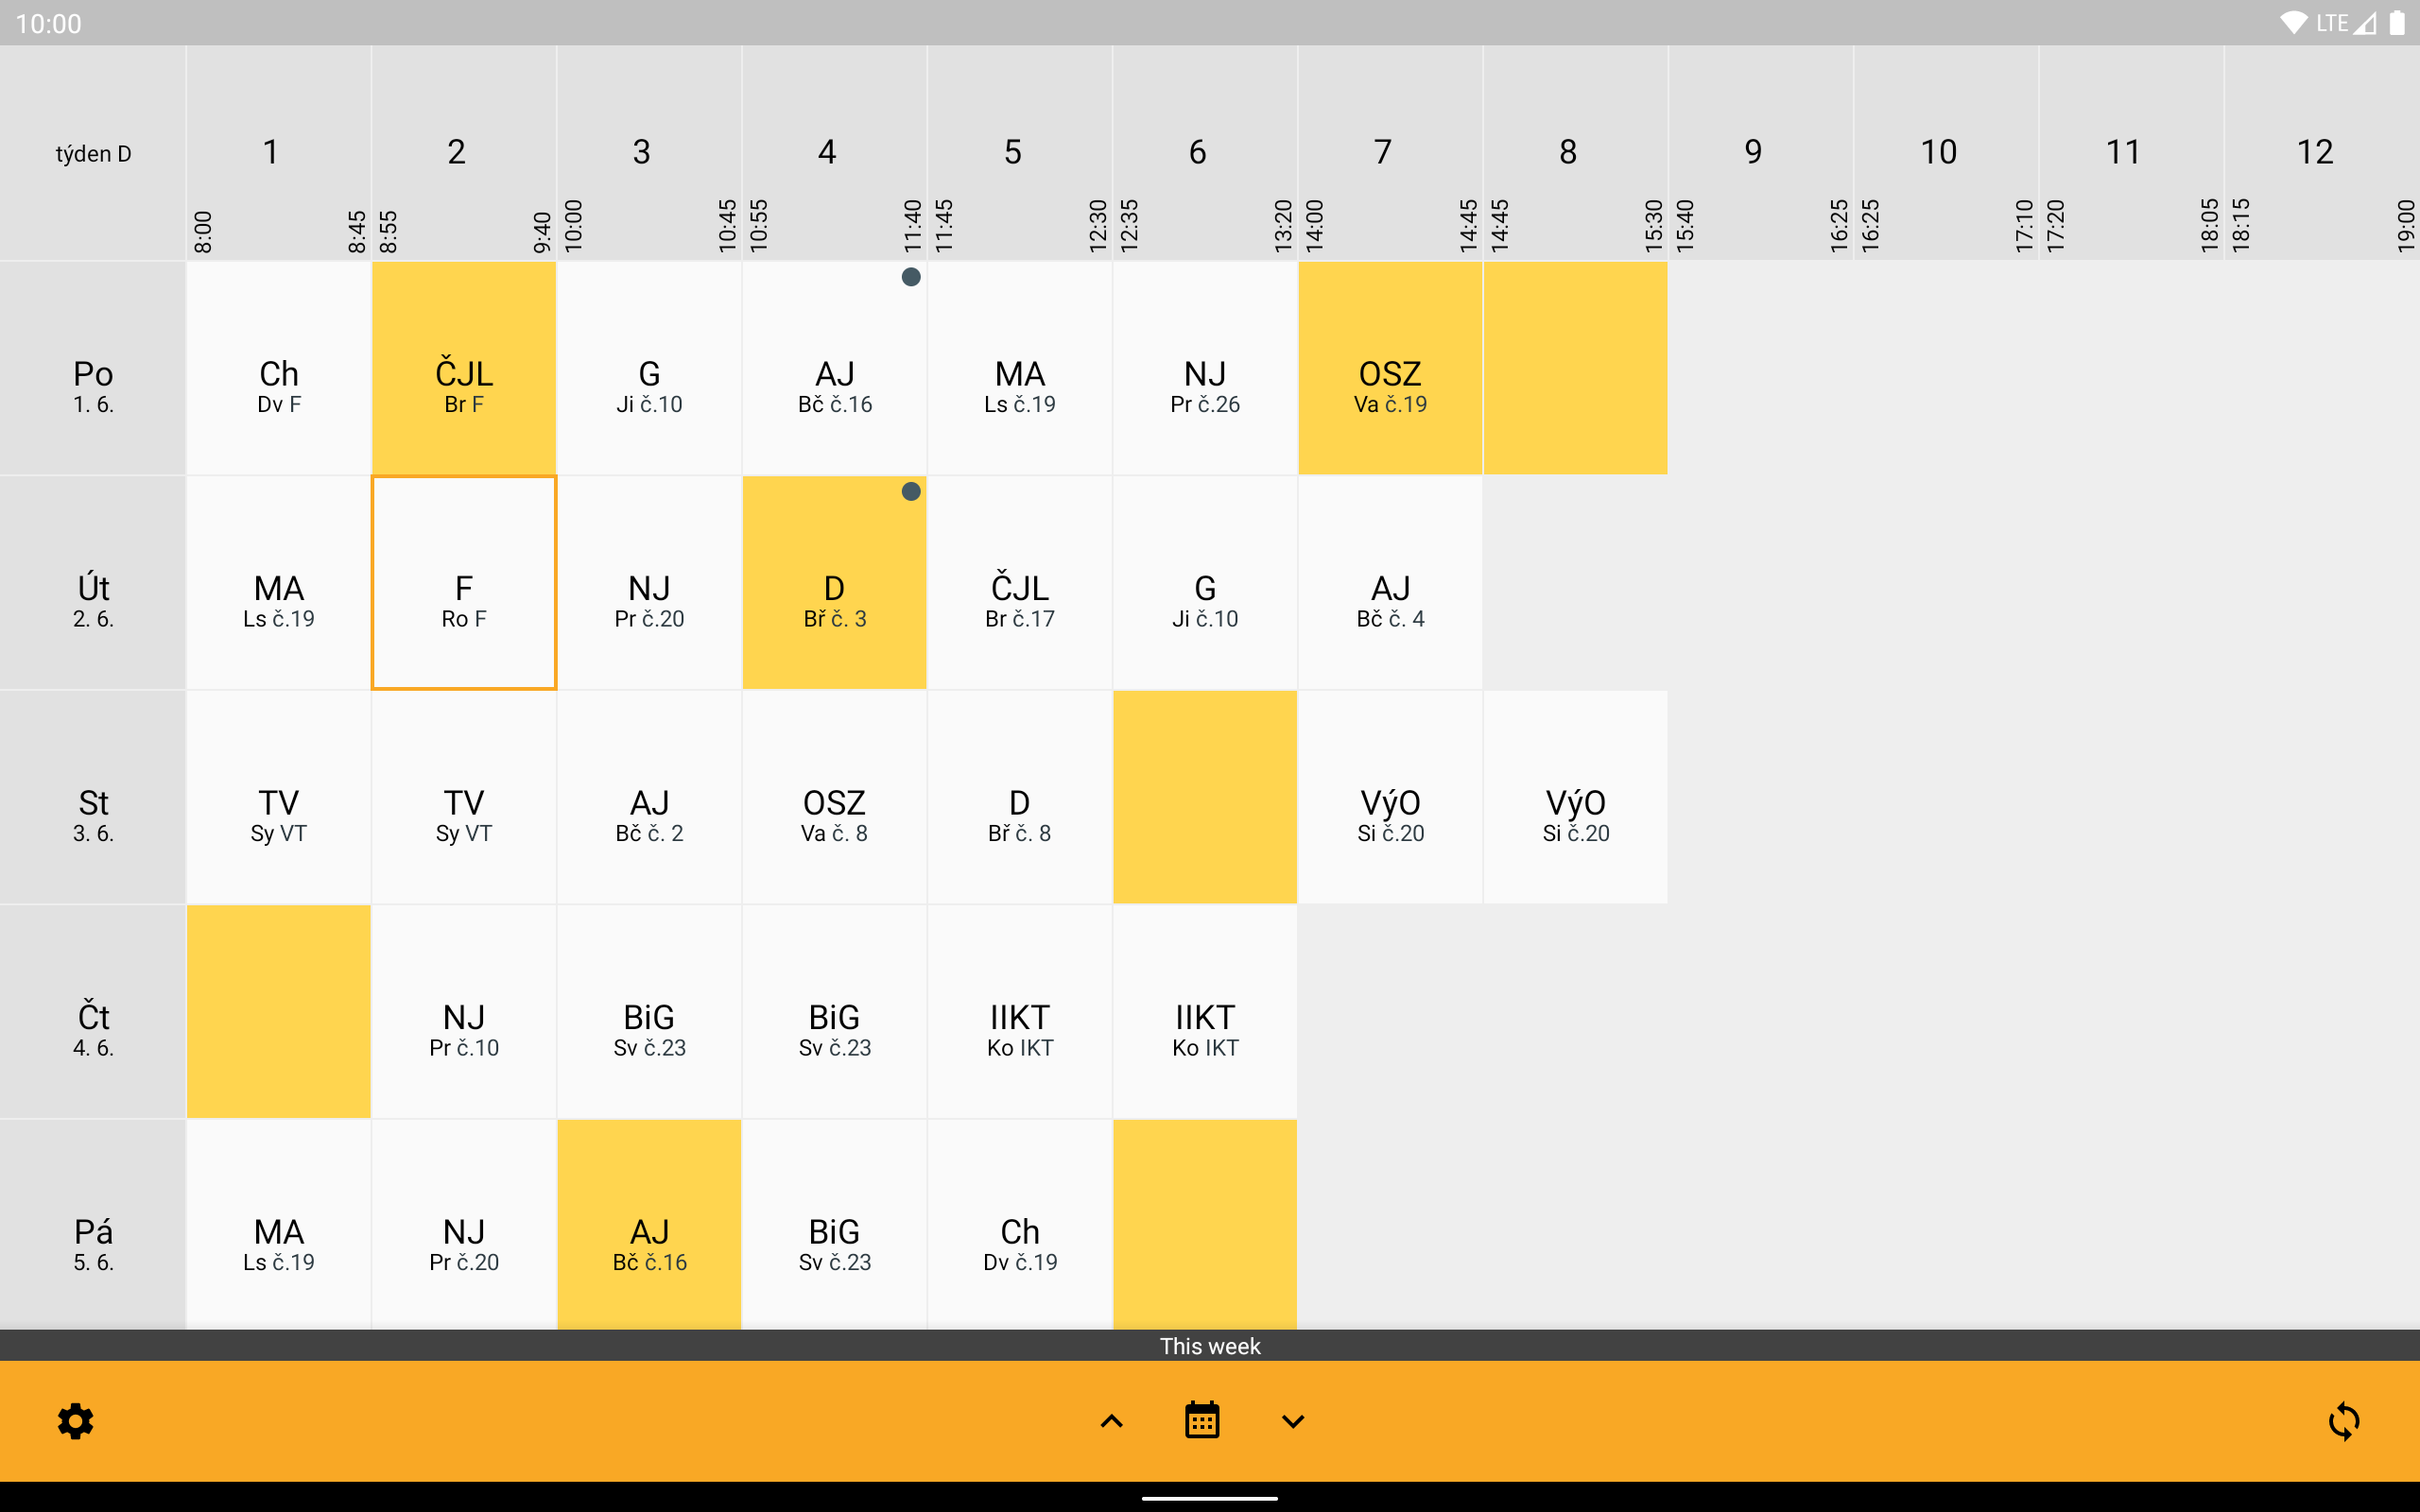 10:00 LTE
týden D 1 2 3 4 5 6 7 8 9 10 11 12
8:00 8:45 8:55 9:40 10:00 10:45 10:55 11:40 11:45 12:30 12:35 13:20 14:00 14:45 14:45 15:30 15:40 16:25 16:25 17:10 17:20 18:05 18:15 19:00
Po Ch ČJL G AJ MA NJ OSZ
1. 6. Dv F Br F Ji č.10 Bč č.16 Ls č.19 Pr č.26 Va č.19
Út MA F NJ D ČJL G AJ
2. 6. Ls č.19 Ro F Pr č.20 Bř č. 3 Br č.17 Ji č.10 Bč č. 4
St TV TV AJ OSZ D VýO VýO
3. 6. Sy VT Sy VT Bč č. 2 Va č. 8 Bř č. 8 Si č.20 Si č.20
Čt NJ BiG BiG IIKT IIKT
4. 6. Pr č.10 Sv č.23 Sv č.23 Ko IKT Ko IKT
Pá MA NJ AJ BiG Ch
5. 6. Ls č.19 Pr č.20 Bč č.16 Sv č.23 Dv č.19
This week